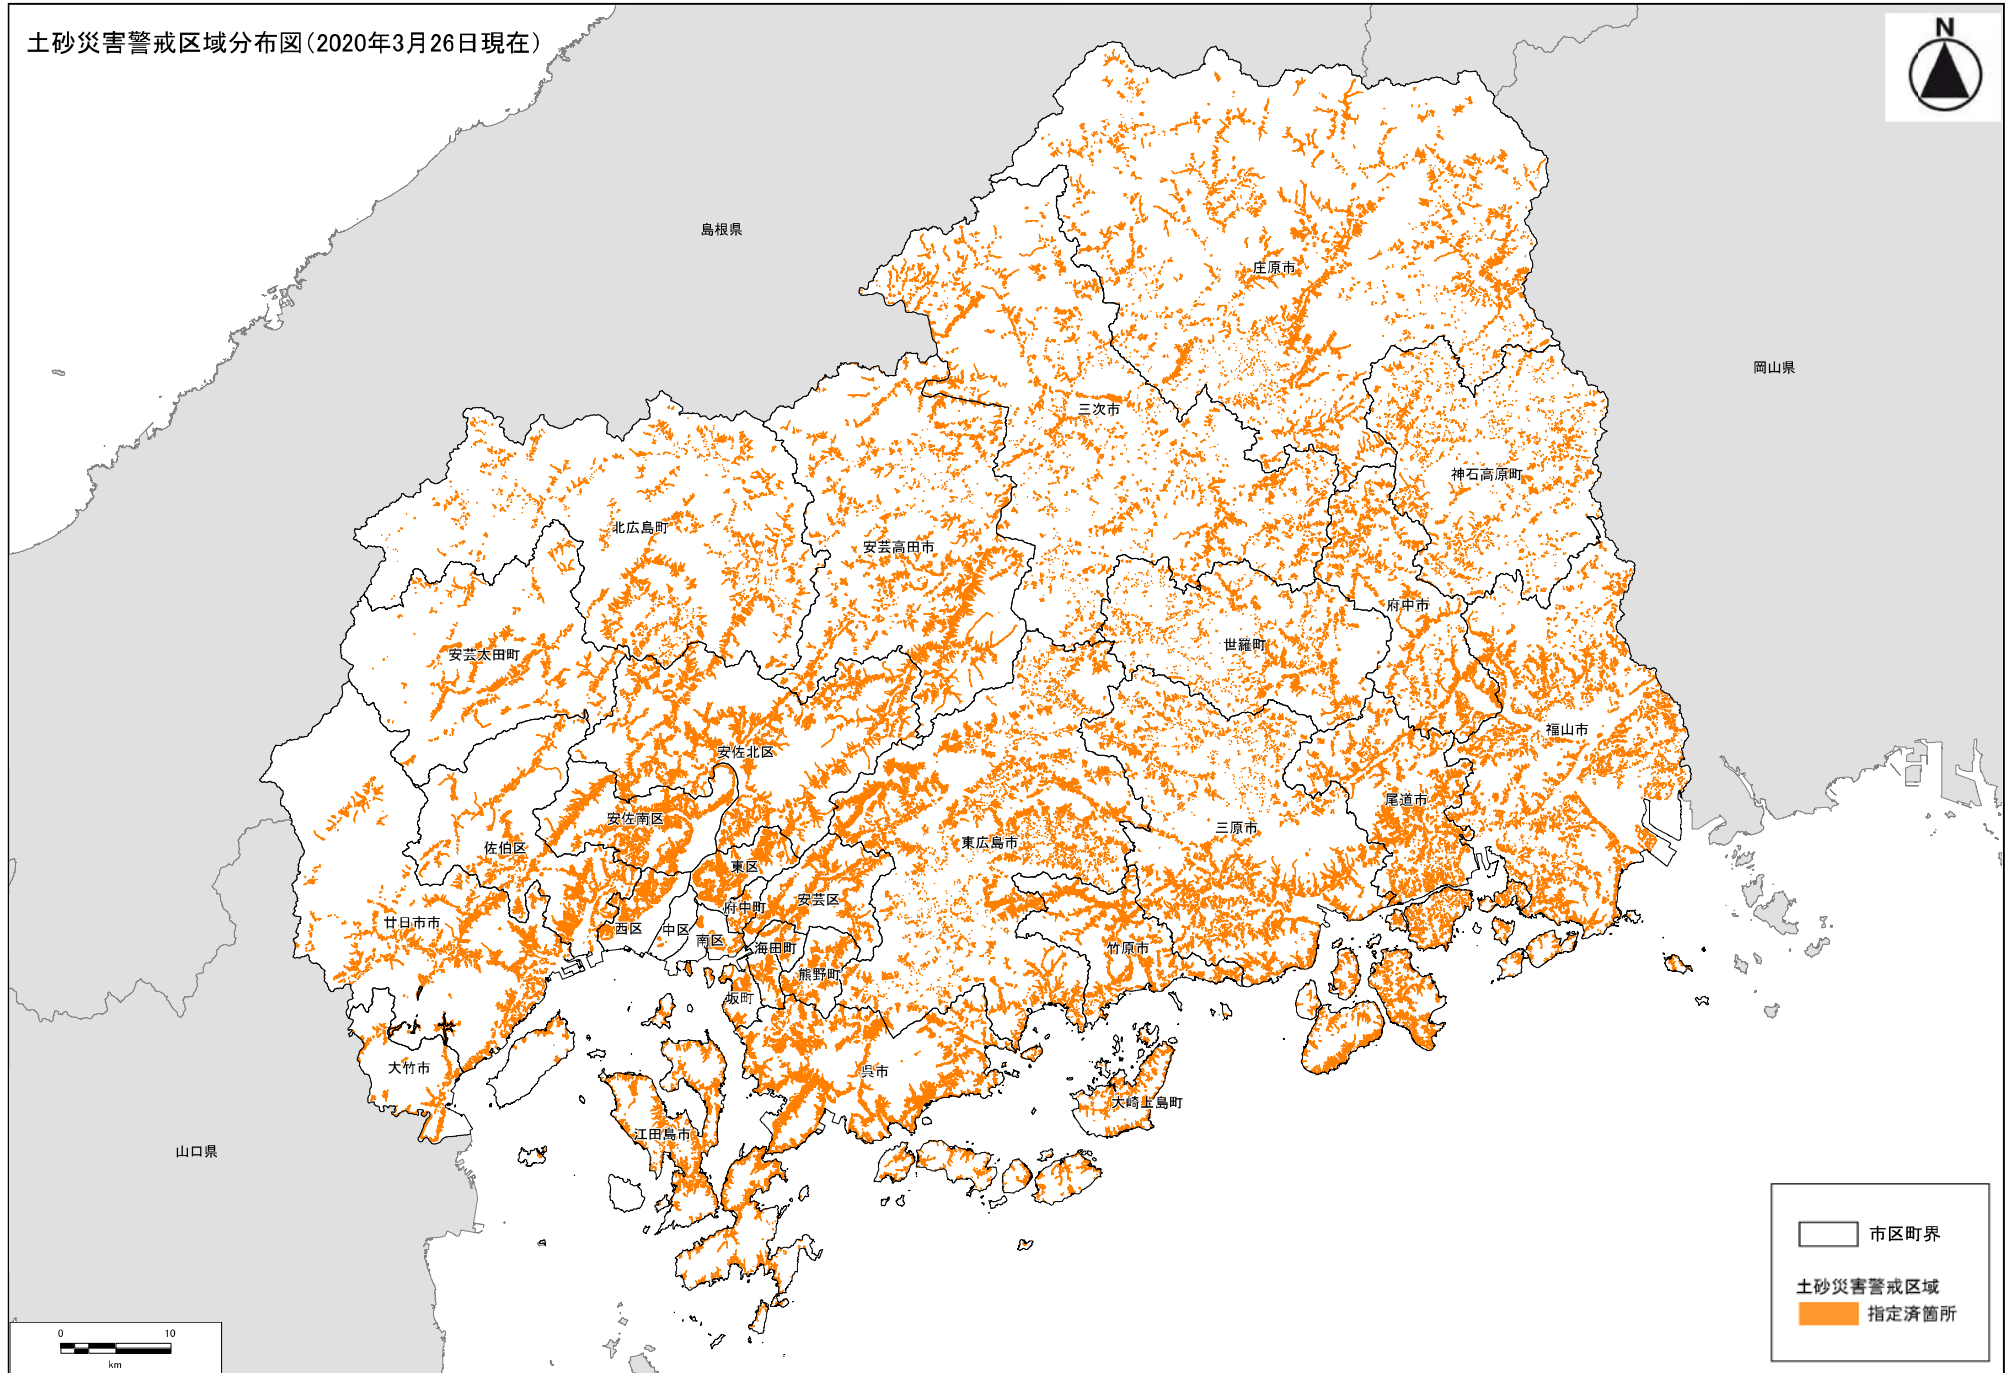 土砂災害警戒区域分布図(2020年3月26日現在)
N
島根県
庄原市
岡山県
三次市
神石高原町
北広島町
安芸高田市
府中市
世羅町
安芸太田町
福山市
安佐北区
尾道市
安佐南区
三原市
東広島市
佐伯区
東区
安芸区
府中町
廿日市市
西区
中区
南区
海田町
竹原市
熊野町
坂町
大竹市
呉市
大崎上島町
江田島市
山口県
市区町界
土砂災害警戒区域
指定済箇所
0 10
km